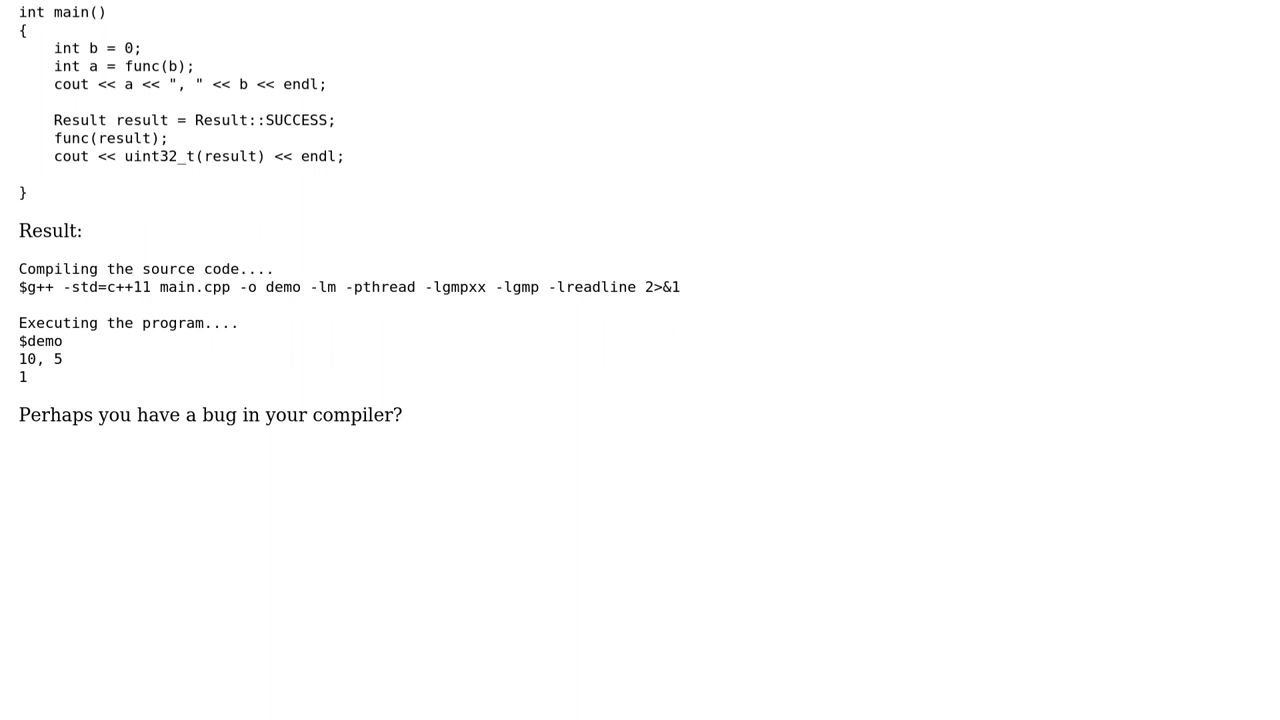 int main()
{
    int b = 0;
    int a = func(b);
    cout << a << ", " << b << endl;

    Result result = Result::SUCCESS;
    func(result);
    cout << uint32_t(result) << endl;

}
Result:
Compiling the source code....
$g++ -std=c++11 main.cpp -o demo -lm -pthread -lgmpxx -lgmp -lreadline 2>&1

Executing the program....
$demo
10, 5
1
Perhaps you have a bug in your compiler?